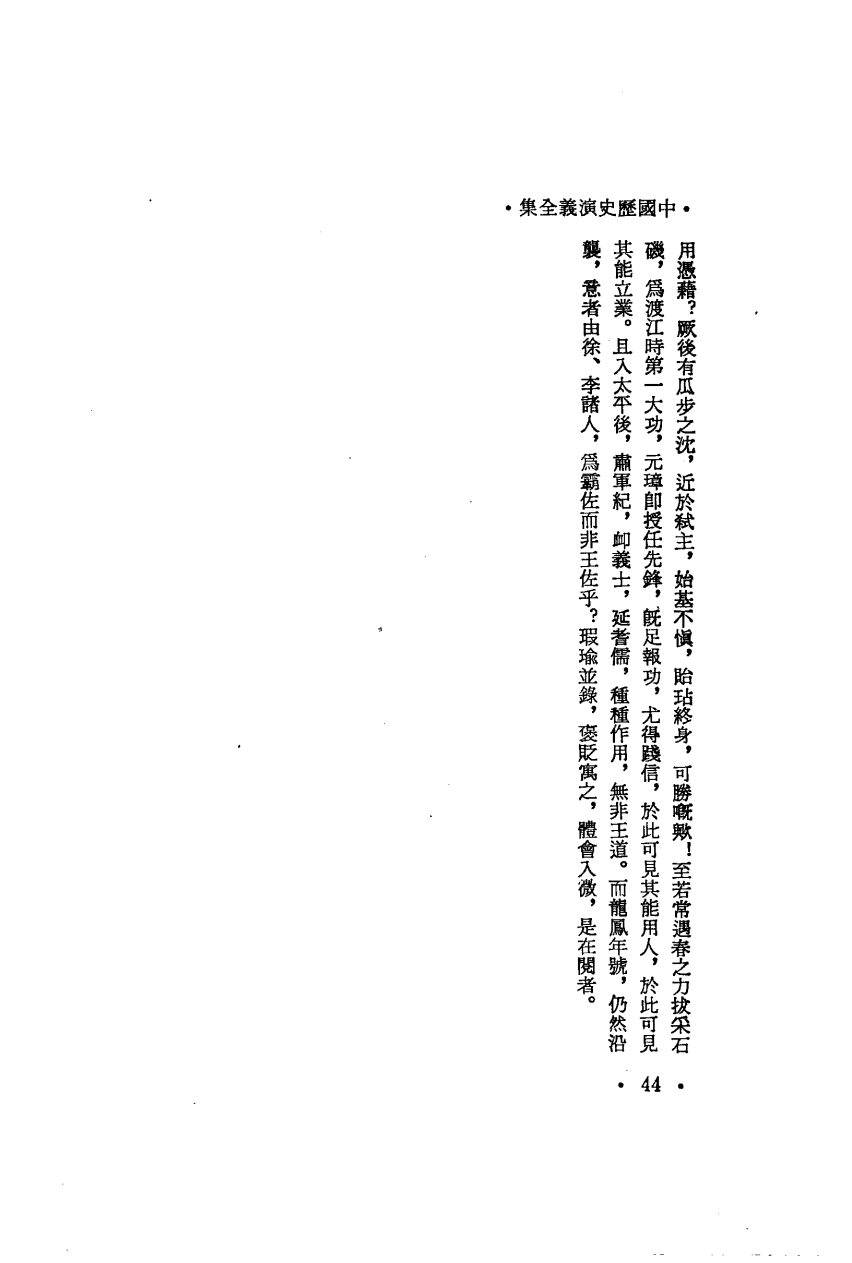 •中國歷史演義全集•
用憑藉？厥後有瓜步之沈，近於弒主，始基不愼，貽玷終身，可勝嘅歟！至若常遇春之力拔采石
磯，爲渡江時第一大功，元璋卽授任先鋒，旣足報功，尤得踐信，於此可見其能用人，於此可見
其能立業。且入太平後，肅軍紀，卹義士，延耆儒，種種作用，無非王道。而龍鳳年號，仍然沿
襲，意者由徐、李諸人，爲霸佐而非王佐乎？瑕瑜並錄，褒貶寓之，體會入微，是在閱者。
• 44 •